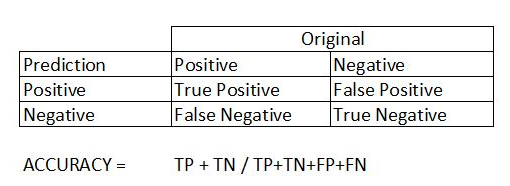 Original
Prediction Positive Negative
Positive True Positive False Positive
Negative False Negative True Negative
ACCURACY = TP + TN / TP+TN+FP+FN